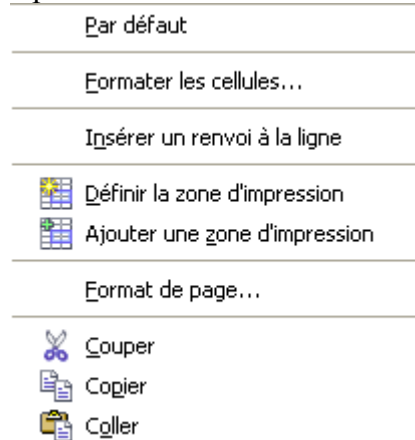 Par défaut
Formater les cellules...
Insérer un renvoi à la ligne
Définir la zone d'impression
Ajouter une zone d'impression
Format de page...
Couper
Copier
Coller